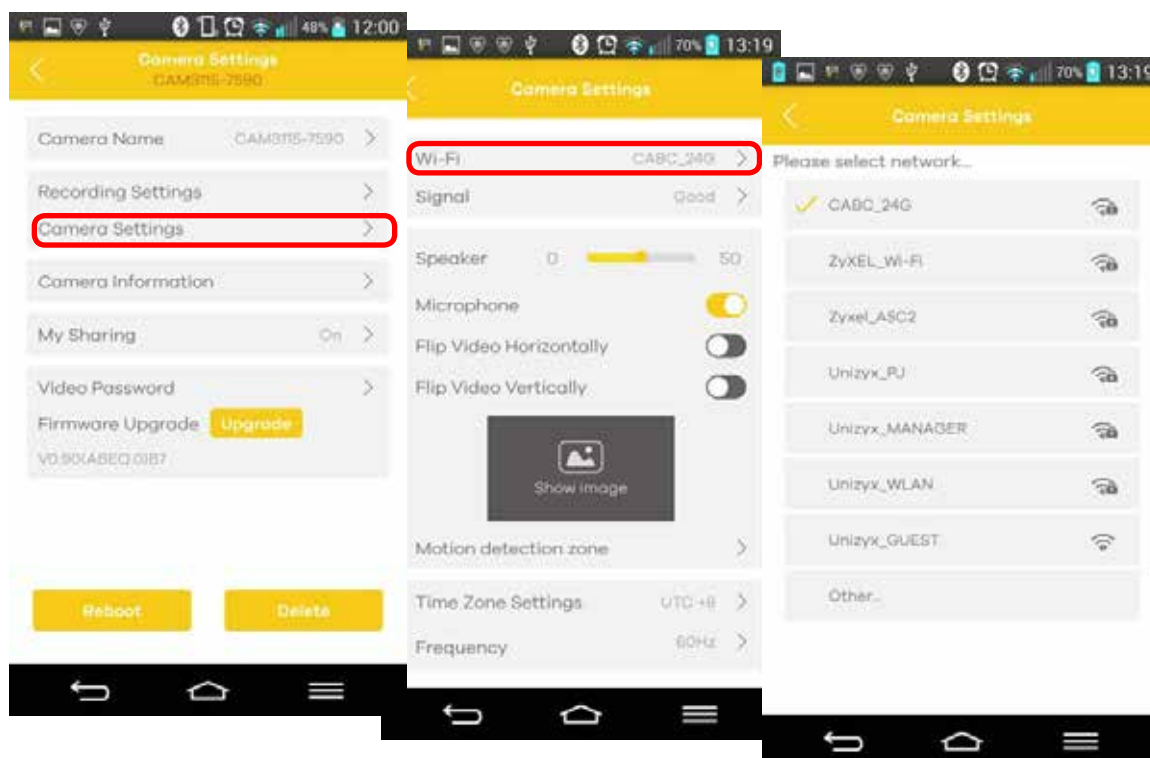 48% 12:00
Camera Settings
CAM3115-7590
Camera Name CAM3115-7590
Recording Settings
Camera Settings
Camera Information
My Sharing On
Video Password
Firmware Upgrade Upgrade
Reboot Delete
70% 13:19
Camera Settings
Wi-Fi CABC_24G
Signal Good
Speaker 0 50
Microphone
Flip Video Horizontally
Flip Video Vertically
Show image
Motion detection zone
Time Zone Settings UTC +8
Frequency 60Hz
70% 13:19
Camera Settings
Please select network...
CABC_24G
ZyXEL_Wi-Fi
Zyxel_ASC2
Unizyx_PJ
Unizyx_MANAGER
Unizyx_WLAN
Unizyx_GUEST
Other...